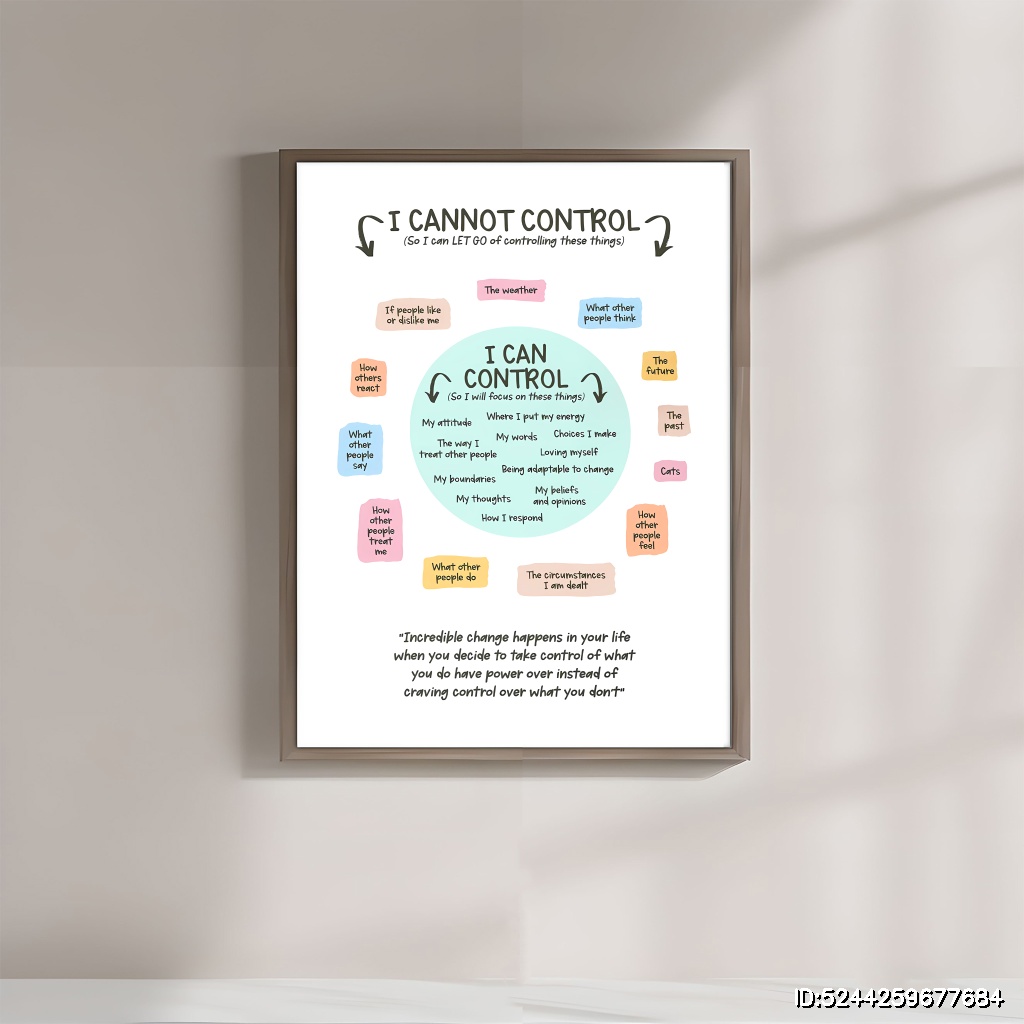 I CANNOT CONTROL
(So I can LET GO of controlling these things)
The weather
If people like
or dislike me
What other
people think
How
others
react
The
future
What
other
people
say
The
past
Cats
How
other
people
treat
me
How
other
people
feel
What other
people do
The circumstances
I am dealt
I CAN
CONTROL
(So I will focus on these things)
My attitude
Where I put my energy
My words
Choices I make
The way I
treat other people
Loving myself
Being adaptable to change
My boundaries
My thoughts
My beliefs
and opinions
How I respond
"Incredible change happens in your life
when you decide to take control of what
you do have power over instead of
craving control over what you don't"
ID:5244259677684